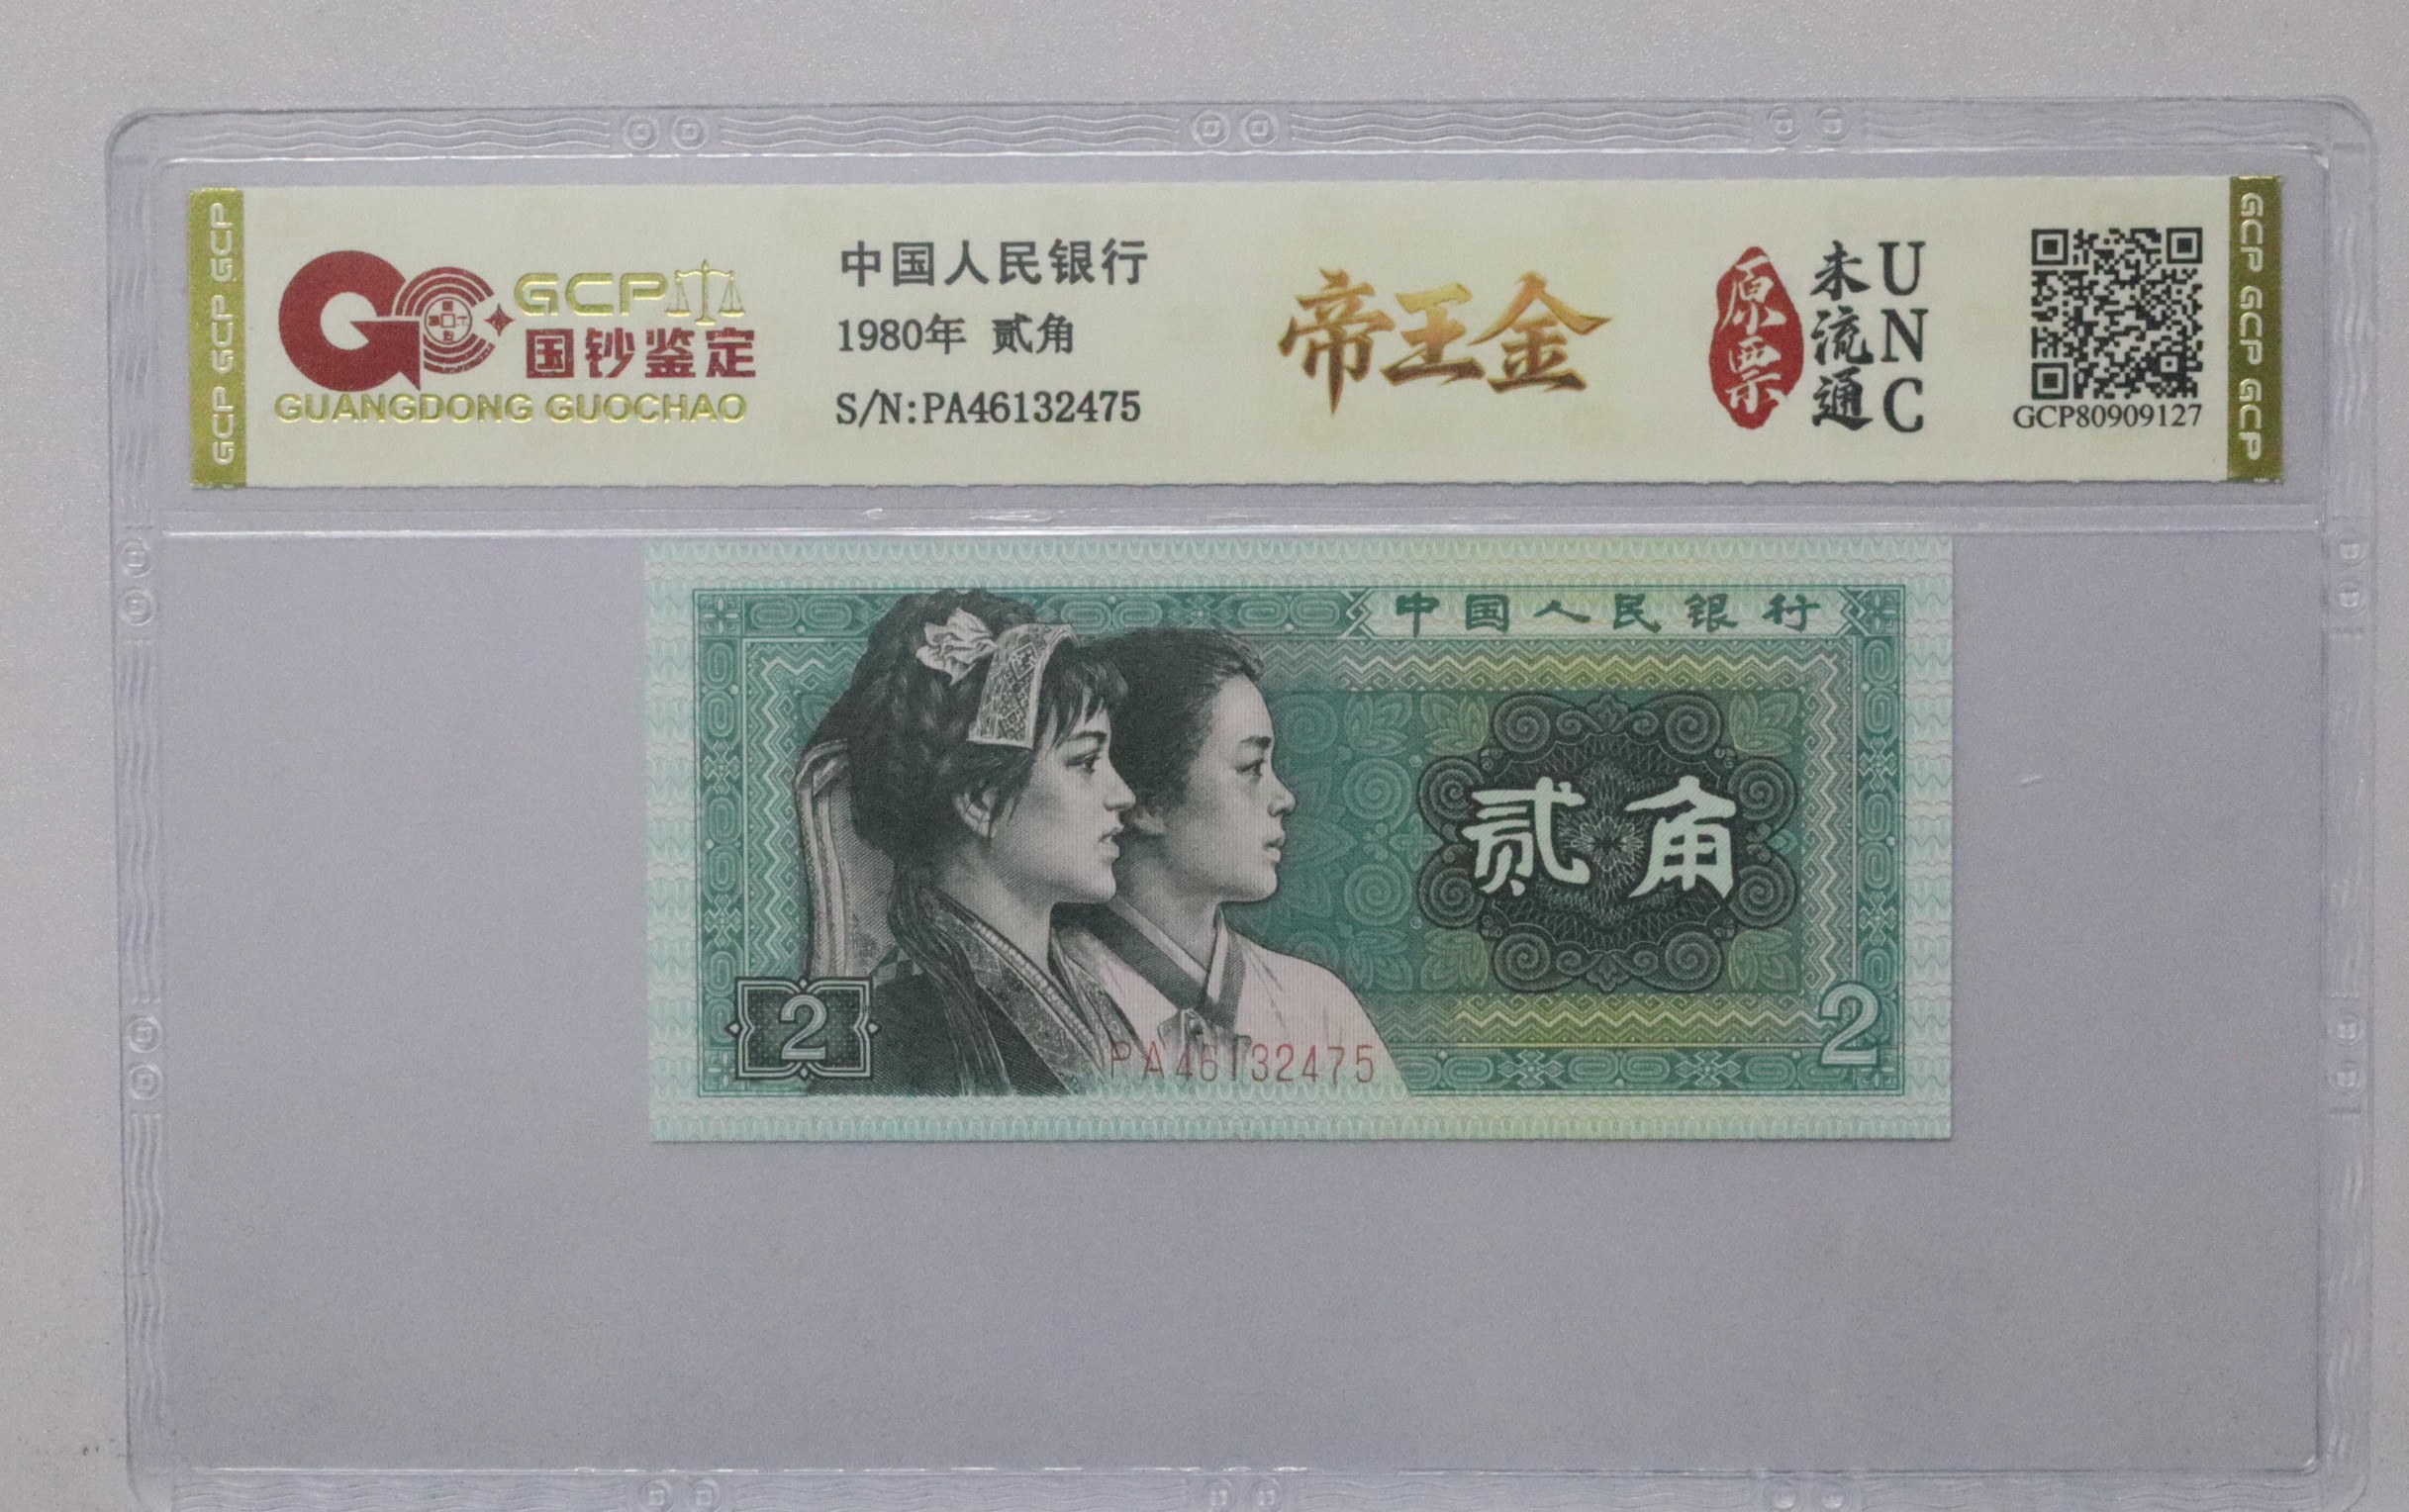 GCP GCP GCP
GCP
国钞鉴定
GUANGDONG GUOCHAO
中国人民银行
1980年 贰角
S/N:PA46132475
帝王金
原票
未流通
UNC
GCP80909127
GCP GCP GCP
中国人民银行
贰角
2
2
PA46132475